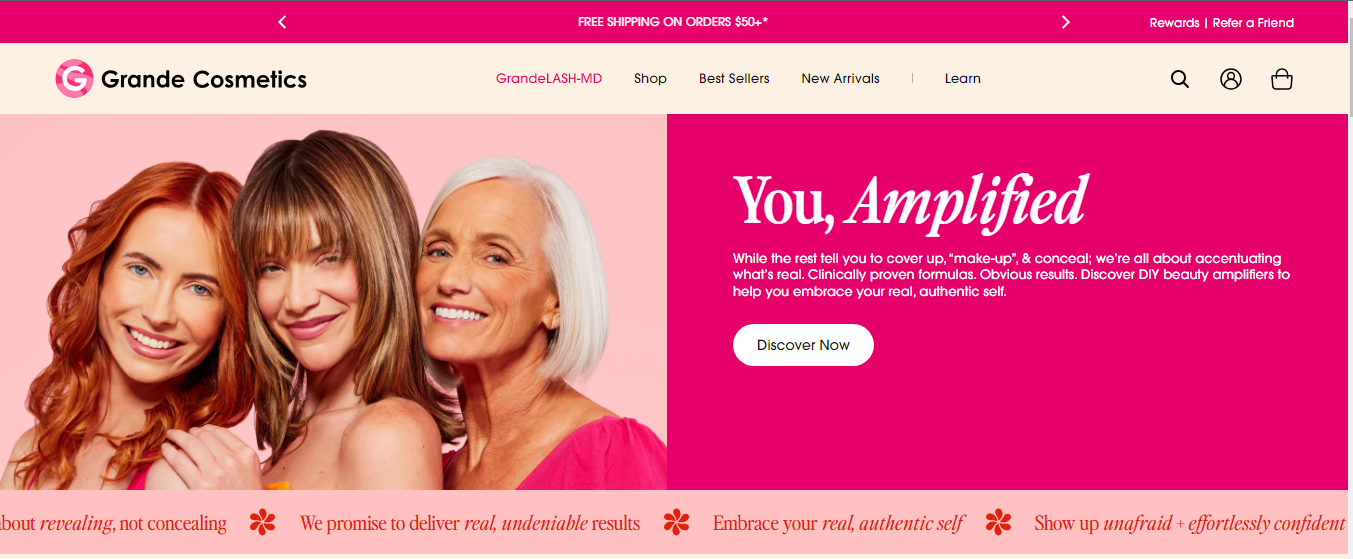 FREE SHIPPING ON ORDERS $50+*
Rewards | Refer a Friend
G Grande Cosmetics
GrandeLASH-MD Shop Best Sellers New Arrivals | Learn
You, Amplified
While the rest tell you to cover up, “make-up”, & conceal; we’re all about accentuating
what’s real. Clinically proven formulas. Obvious results. Discover DIY beauty amplifiers to
help you embrace your real, authentic self.
Discover Now
about revealing, not concealing We promise to deliver real, undeniable results Embrace your real, authentic self Show up unafraid + effortlessly confident